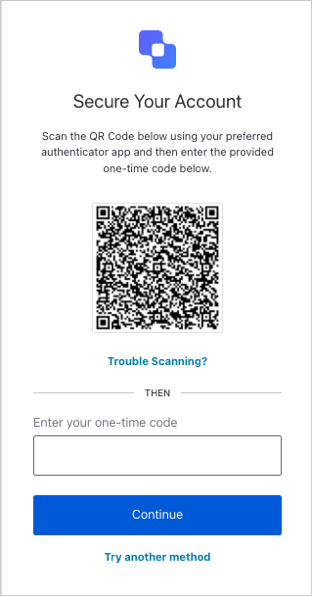 Secure Your Account
Scan the QR Code below using your preferred
authenticator app and then enter the provided
one-time code below.
Trouble Scanning?
THEN
Enter your one-time code
Continue
Try another method